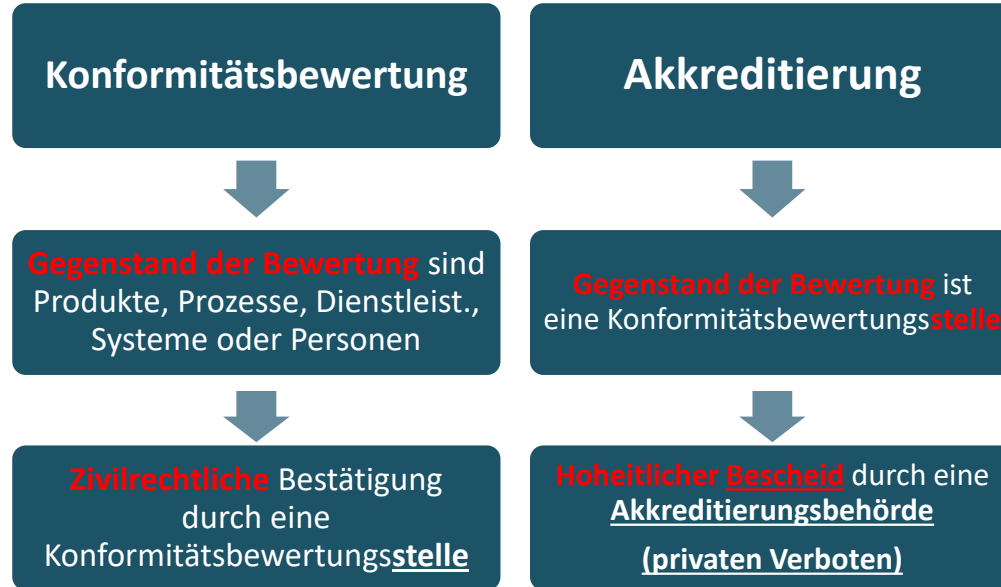 Konformitätsbewertung
Gegenstand der Bewertung sind
Produkte, Prozesse, Dienstleist.,
Systeme oder Personen
Zivilrechtliche Bestätigung
durch eine
Konformitätsbewertungsstelle
Akkreditierung
Gegenstand der Bewertung ist
eine Konformitätsbewertungsstelle
Hoheitlicher Bescheid durch eine
Akkreditierungsbehörde
(privaten Verboten)